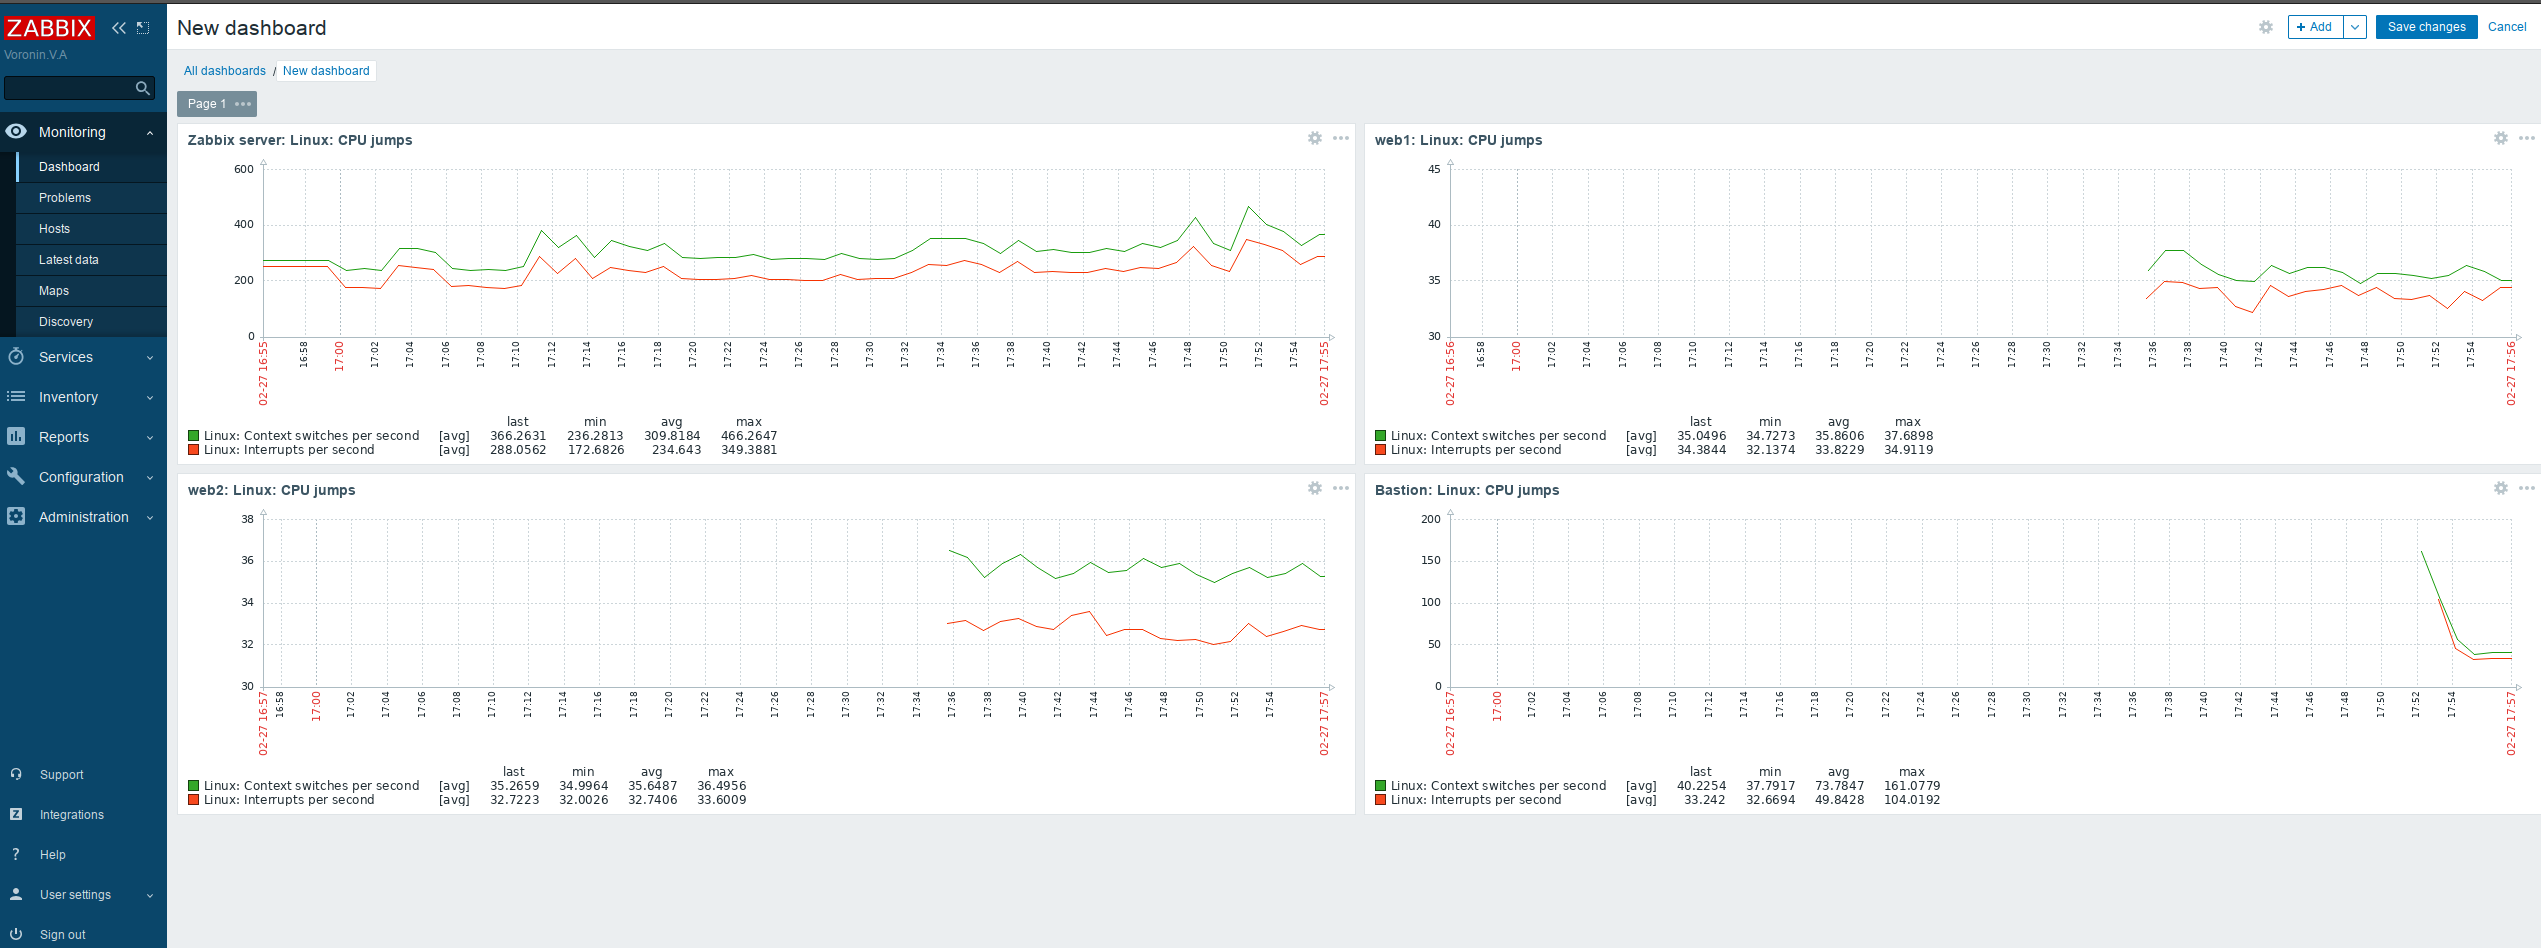 ZABBIX
Voronin.V.A
Monitoring
Dashboard
Problems
Hosts
Latest data
Maps
Discovery
Services
Inventory
Reports
Configuration
Administration
Support
Integrations
Help
User settings
Sign out
New dashboard
+ Add
Save changes
Cancel
All dashboards / New dashboard
Page 1
Zabbix server: Linux: CPU jumps
600
400
200
0
02-27 16:55 16:58 17:00 17:02 17:04 17:06 17:08 17:10 17:12 17:14 17:16 17:18 17:20 17:22 17:24 17:26 17:28 17:30 17:32 17:34 17:36 17:38 17:40 17:42 17:44 17:46 17:48 17:50 17:52 17:54 02-27 17:55
last min avg max
Linux: Context switches per second [avg] 366.2631 236.2813 309.8184 466.2647
Linux: Interrupts per second [avg] 288.0562 172.6826 234.643 349.3881
web1: Linux: CPU jumps
45
40
35
30
02-27 16:56 16:58 17:00 17:02 17:04 17:06 17:08 17:10 17:12 17:14 17:16 17:18 17:20 17:22 17:24 17:26 17:28 17:30 17:32 17:34 17:36 17:38 17:40 17:42 17:44 17:46 17:48 17:50 17:52 17:54 02-27 17:56
last min avg max
Linux: Context switches per second [avg] 35.0496 34.7273 35.8606 37.6898
Linux: Interrupts per second [avg] 34.3844 32.1374 33.8229 34.9119
web2: Linux: CPU jumps
38
36
34
32
30
02-27 16:57 16:58 17:00 17:02 17:04 17:06 17:08 17:10 17:12 17:14 17:16 17:18 17:20 17:22 17:24 17:26 17:28 17:30 17:32 17:34 17:36 17:38 17:40 17:42 17:44 17:46 17:48 17:50 17:52 17:54 02-27 17:57
last min avg max
Linux: Context switches per second [avg] 35.2659 34.9964 35.6487 36.4956
Linux: Interrupts per second [avg] 32.7223 32.0026 32.7406 33.6009
Bastion: Linux: CPU jumps
200
150
100
50
0
02-27 16:57 17:00 17:02 17:04 17:06 17:08 17:10 17:12 17:14 17:16 17:18 17:20 17:22 17:24 17:26 17:28 17:30 17:32 17:34 17:36 17:38 17:40 17:42 17:44 17:46 17:48 17:50 17:52 17:54 02-27 17:57
last min avg max
Linux: Context switches per second [avg] 40.2254 37.7917 73.7847 161.0779
Linux: Interrupts per second [avg] 33.242 32.6694 49.8428 104.0192